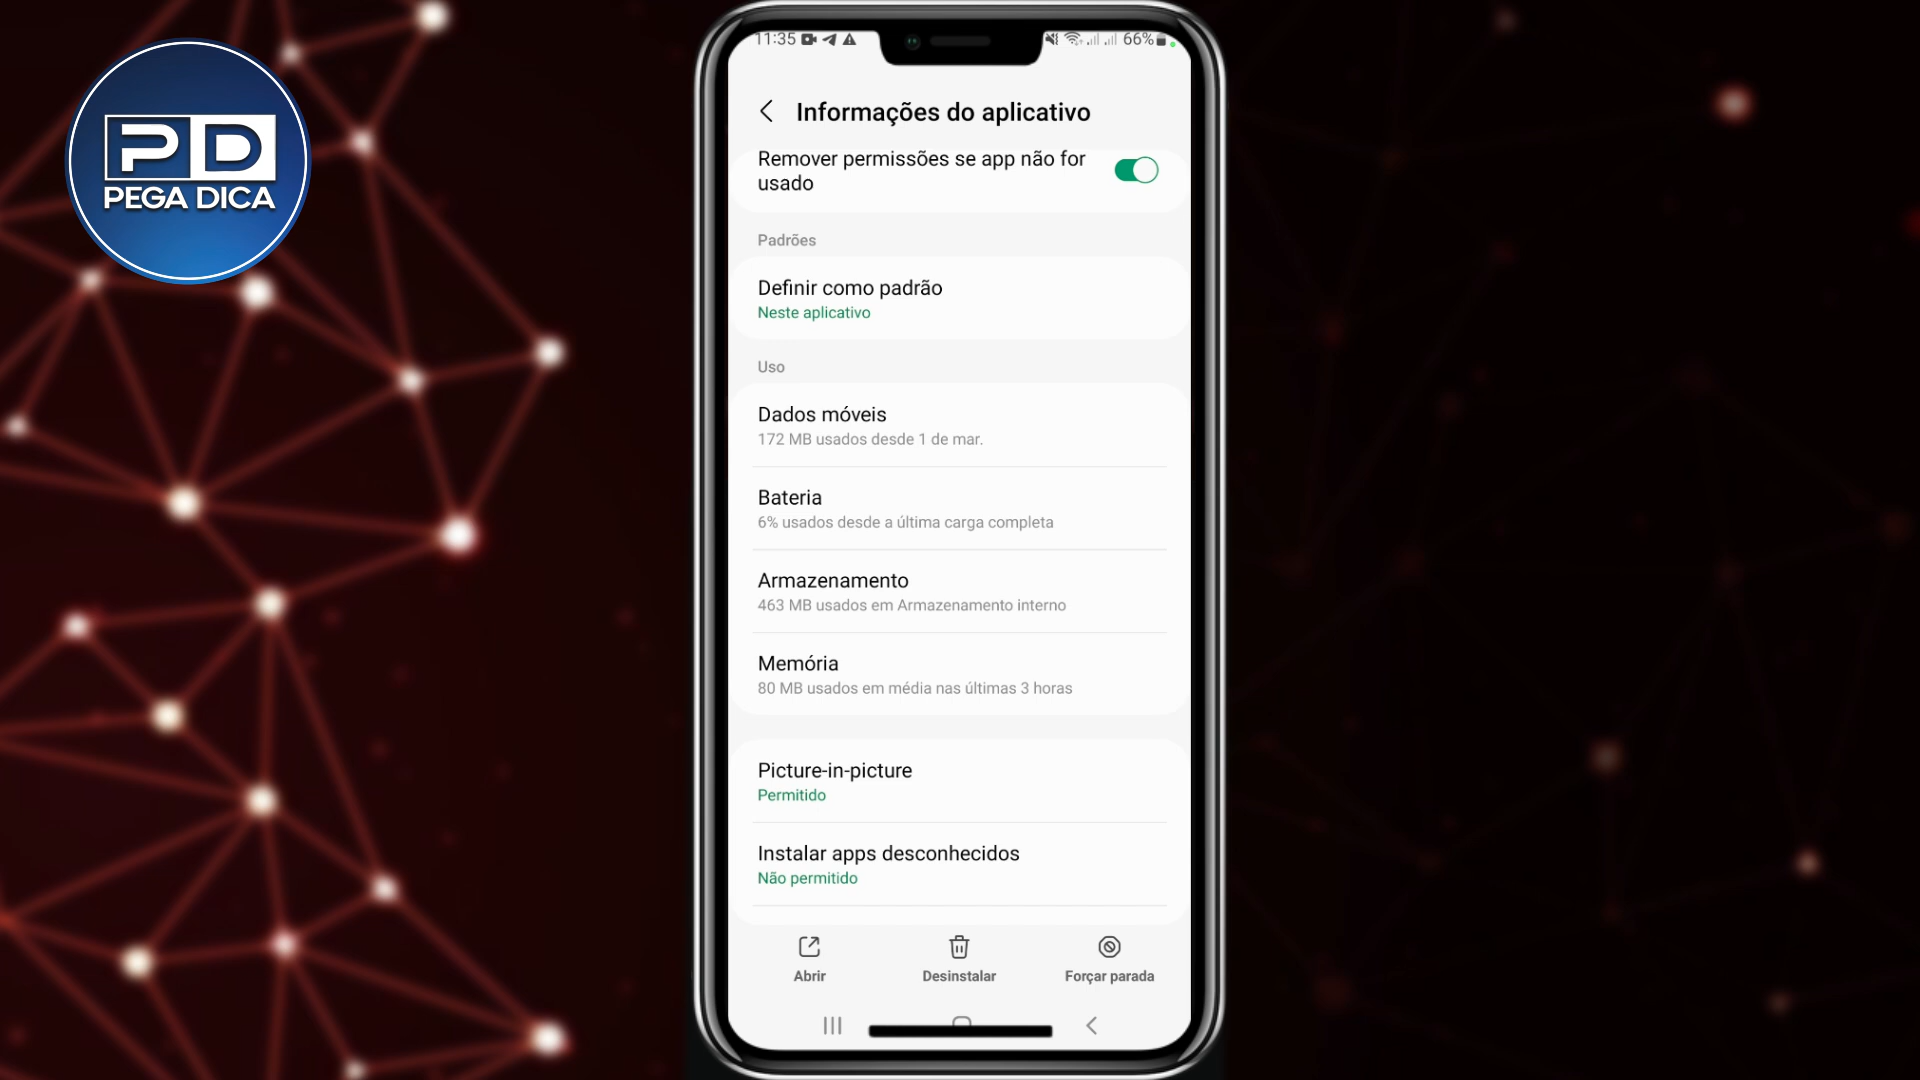 PD
PEGA DICA
11:35
66%
Informações do aplicativo
Remover permissões se app não for
usado
Padrões
Definir como padrão
Neste aplicativo
Uso
Dados móveis
172 MB usados desde 1 de mar.
Bateria
6% usados desde a última carga completa
Armazenamento
463 MB usados em Armazenamento interno
Memória
80 MB usados em média nas últimas 3 horas
Picture-in-picture
Permitido
Instalar apps desconhecidos
Não permitido
Abrir
Desinstalar
Forçar parada